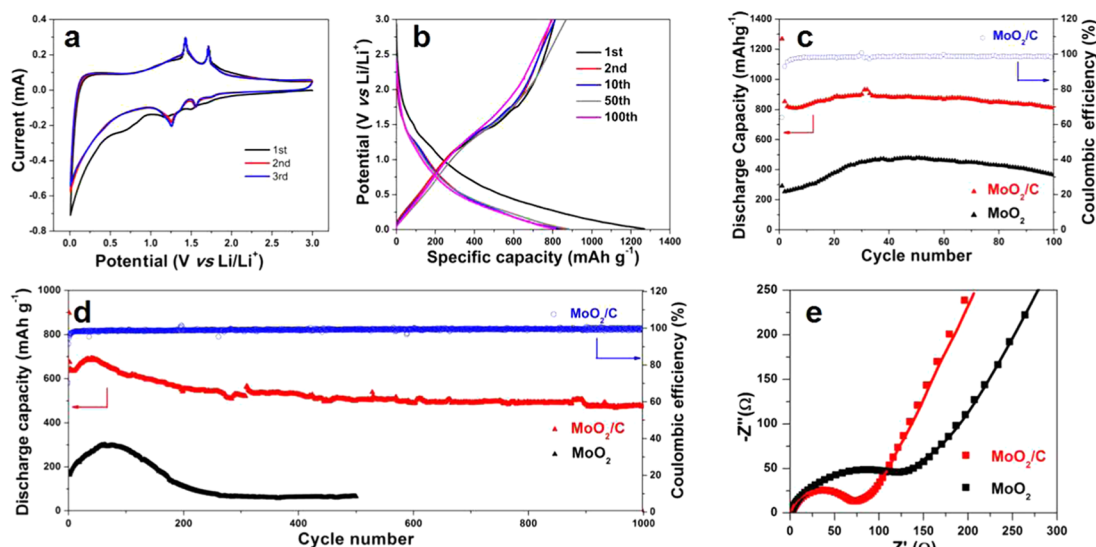 a
Current (mA)
0.4
0.2
0.0
-0.2
-0.4
-0.6
-0.8
1st
2nd
3rd
0.0 0.5 1.0 1.5 2.0 2.5 3.0
Potential (V vs Li/Li⁺)
b
Potential (V vs Li/Li⁺)
3.0
2.5
2.0
1.5
1.0
0.5
0.0
1st
2nd
10th
50th
100th
0 200 400 600 800 1000 1200 1400
Specific capacity (mAh g⁻¹)
c
Discharge Capacity (mAhg⁻¹)
1400
1200
1000
800
600
400
200
0
MoO₂/C
MoO₂/C
MoO₂
120
100
80
60
40
20
0
Coulombic efficiency (%)
0 20 40 60 80 100
Cycle number
d
Discharge capacity (mAh g⁻¹)
1000
800
600
400
200
0
MoO₂/C
MoO₂/C
MoO₂
120
100
80
60
40
20
0
Coulombic efficiency (%)
0 200 400 600 800 1000
Cycle number
e
-Z''(Ω)
250
200
150
100
50
0
MoO₂/C
MoO₂
0 50 100 150 200 250 300
Z' (Ω)